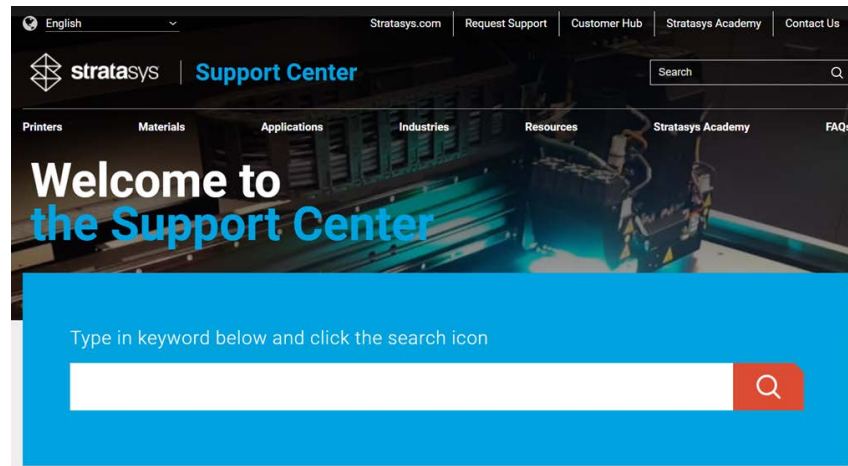 English
Stratasys.com
Request Support
Customer Hub
Stratasys Academy
Contact Us
stratasys
Support Center
Search
Printers
Materials
Applications
Industries
Resources
Stratasys Academy
FAQs
Welcome to
the Support Center
Type in keyword below and click the search icon